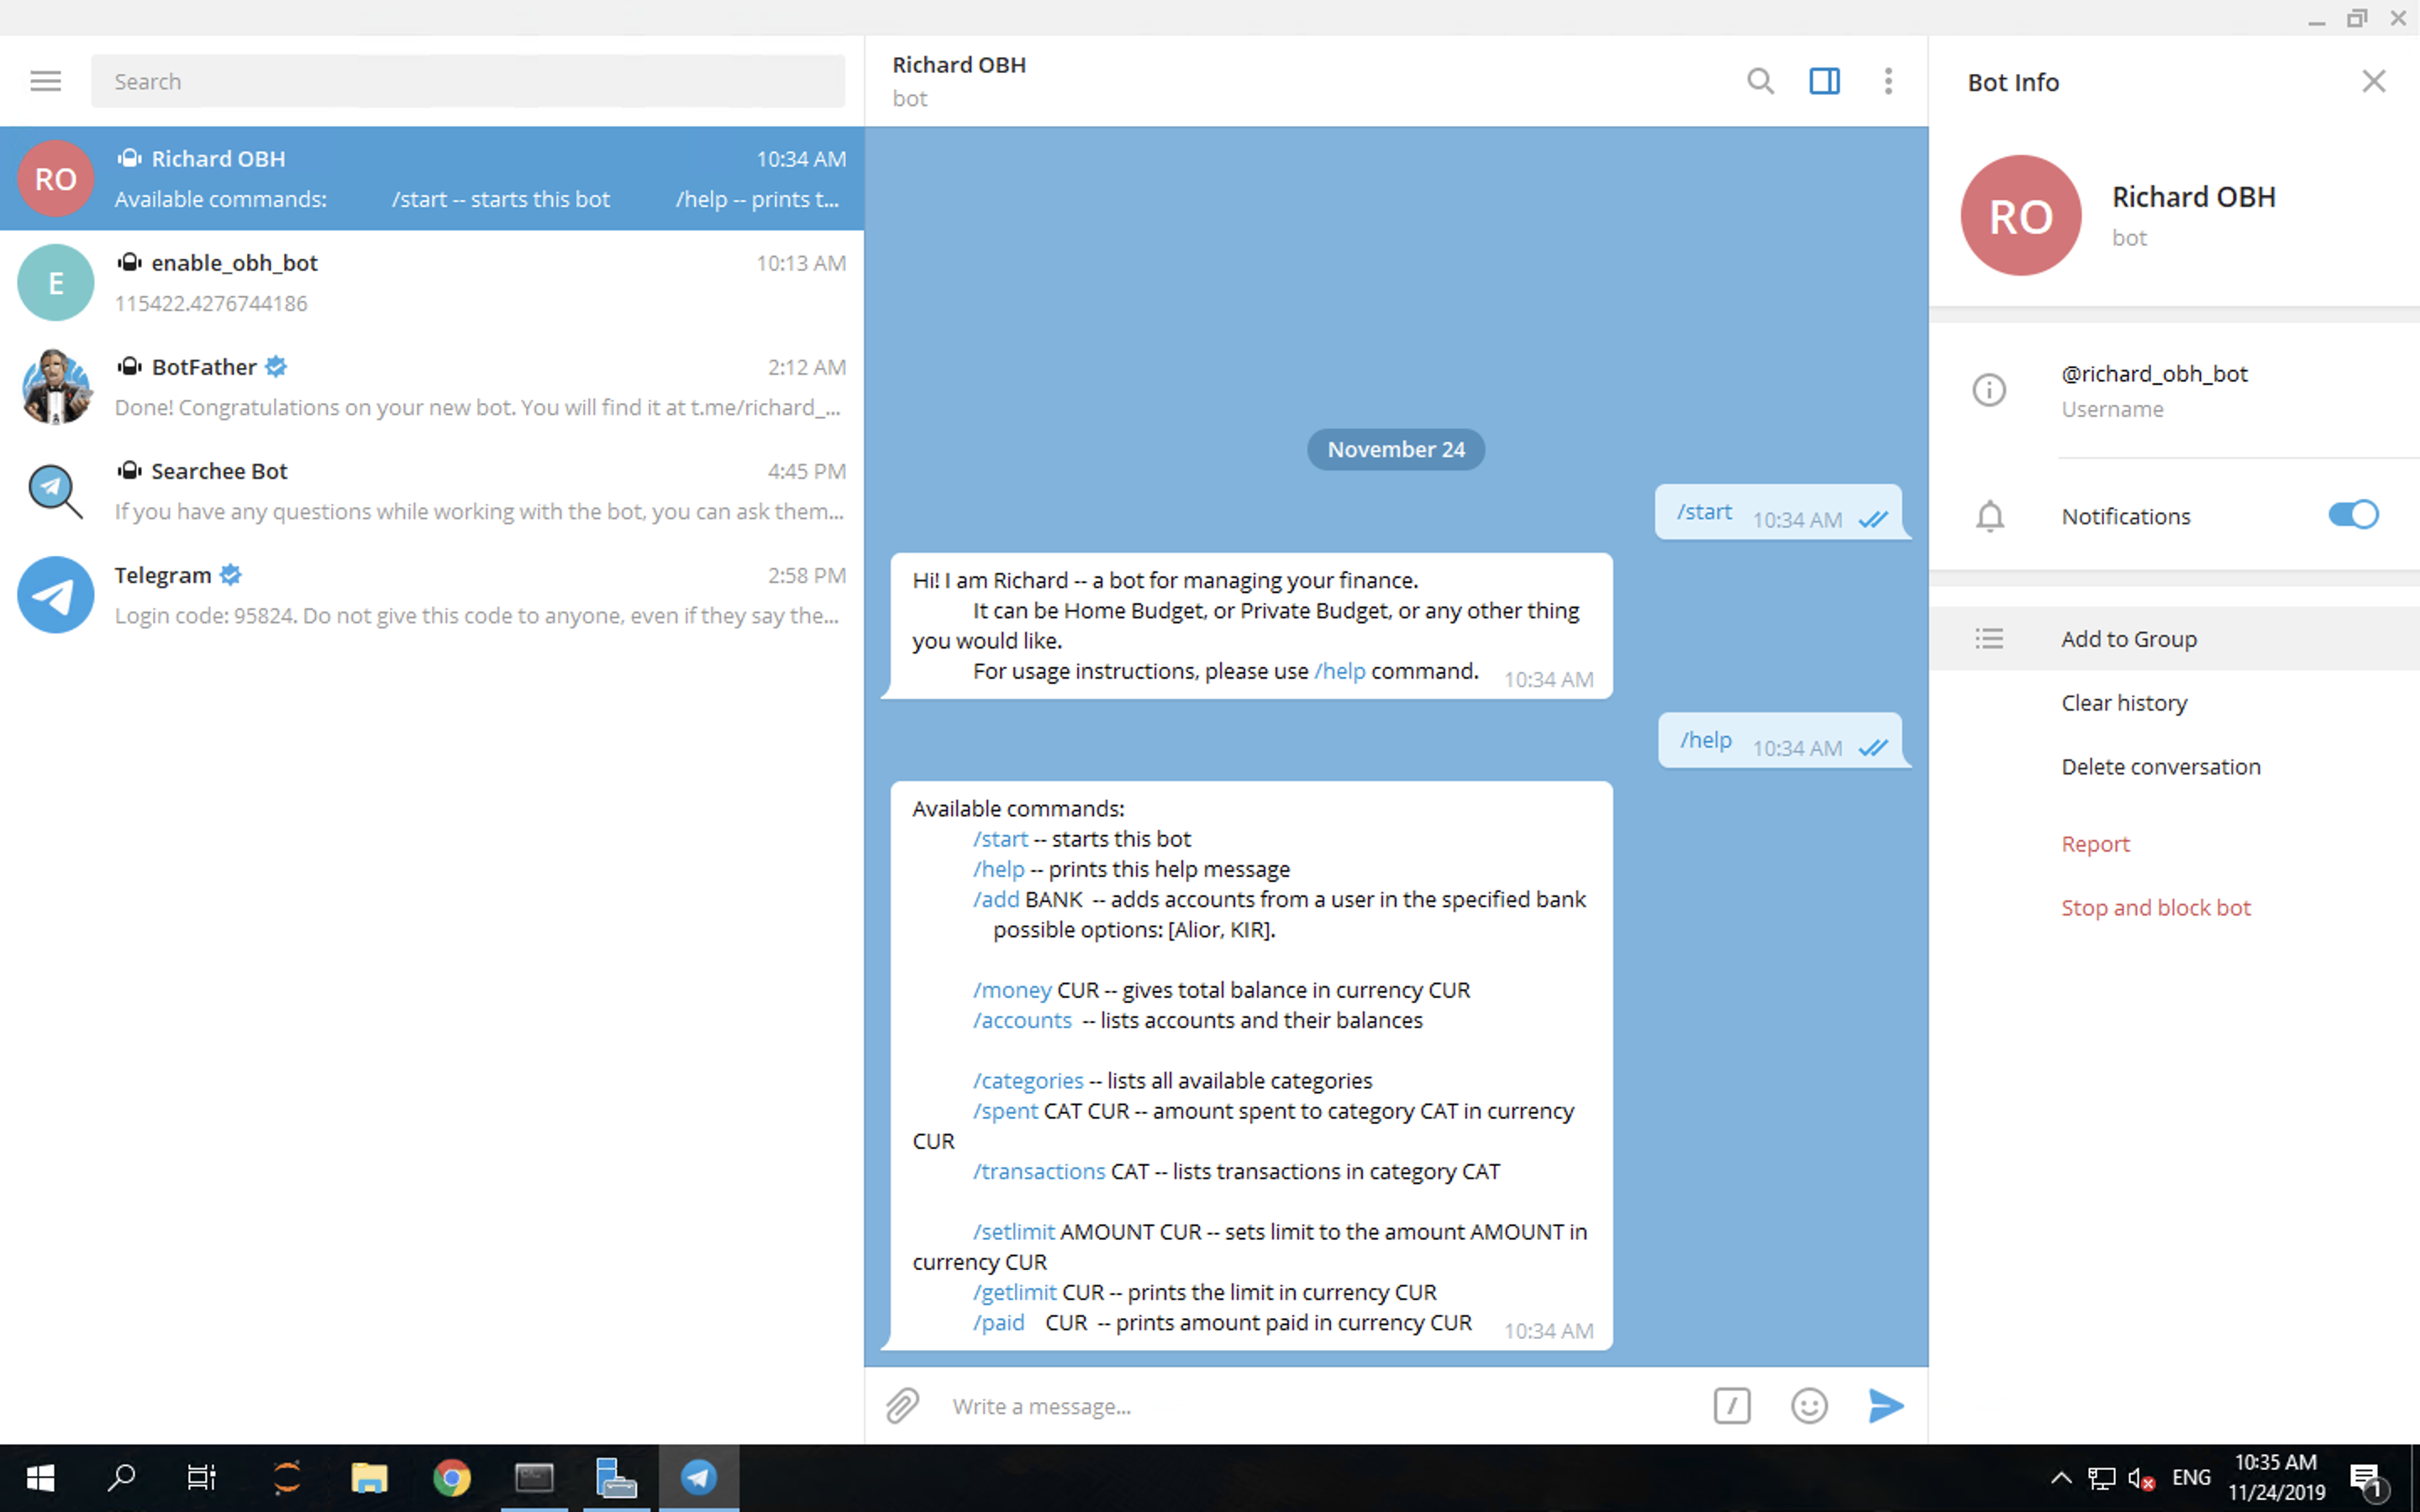 Search
RO
Richard OBH
10:34 AM
Available commands: /start -- starts this bot /help -- prints t...
E
enable_obh_bot
10:13 AM
115422.4276744186
BotFather
2:12 AM
Done! Congratulations on your new bot. You will find it at t.me/richard_...
Searchee Bot
4:45 PM
If you have any questions while working with the bot, you can ask them...
Telegram
2:58 PM
Login code: 95824. Do not give this code to anyone, even if they say the...
Richard OBH
bot
November 24
/start 10:34 AM
Hi! I am Richard -- a bot for managing your finance.
It can be Home Budget, or Private Budget, or any other thing
you would like.
For usage instructions, please use /help command. 10:34 AM
/help 10:34 AM
Available commands:
/start -- starts this bot
/help -- prints this help message
/add BANK -- adds accounts from a user in the specified bank
possible options: [Alior, KIR].
/money CUR -- gives total balance in currency CUR
/accounts -- lists accounts and their balances
/categories -- lists all available categories
/spent CAT CUR -- amount spent to category CAT in currency
CUR
/transactions CAT -- lists transactions in category CAT
/setlimit AMOUNT CUR -- sets limit to the amount AMOUNT in
currency CUR
/getlimit CUR -- prints the limit in currency CUR
/paid CUR -- prints amount paid in currency CUR 10:34 AM
Write a message...
Bot Info
RO
Richard OBH
bot
@richard_obh_bot
Username
Notifications
Add to Group
Clear history
Delete conversation
Report
Stop and block bot
ENG
10:35 AM
11/24/2019
1